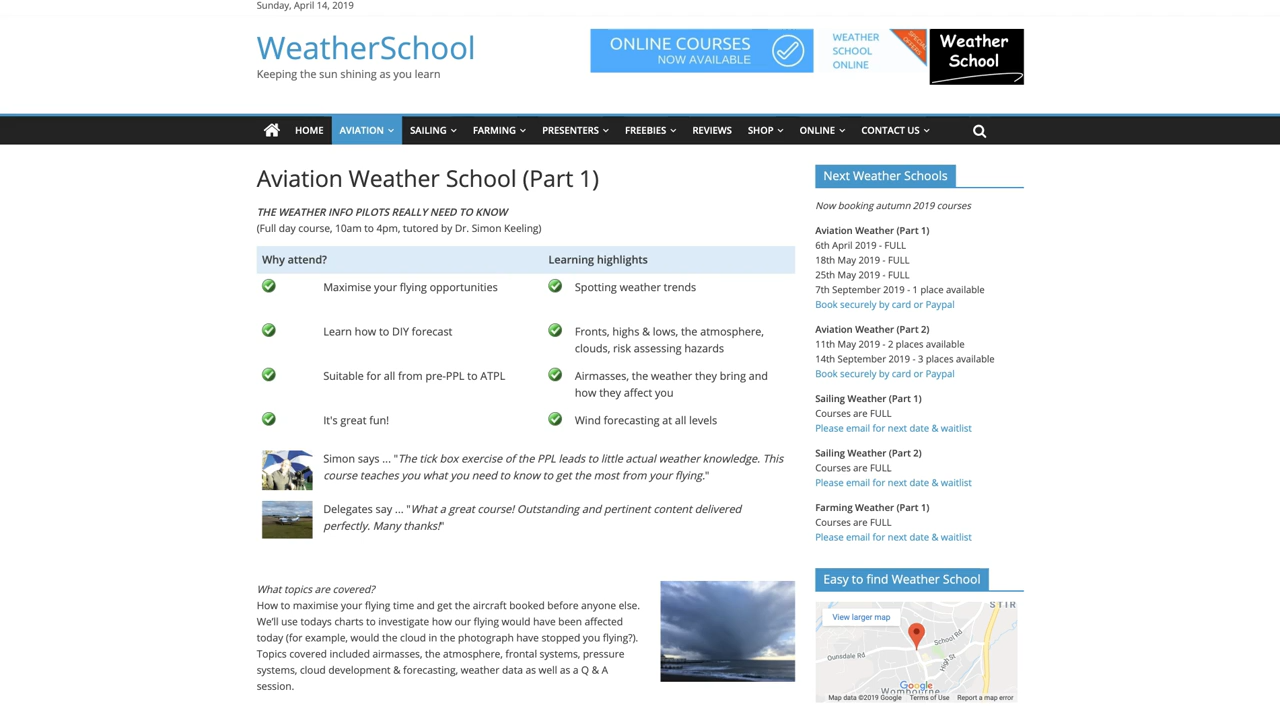 Sunday, April 14, 2019
WeatherSchool
Keeping the sun shining as you learn
ONLINE COURSES
NOW AVAILABLE
WEATHER
SCHOOL
ONLINE
SPECIAL
OFFERS
Weather
School
HOME AVIATION SAILING FARMING PRESENTERS FREEBIES REVIEWS SHOP ONLINE CONTACT US
Aviation Weather School (Part 1)
THE WEATHER INFO PILOTS REALLY NEED TO KNOW
(Full day course, 10am to 4pm, tutored by Dr. Simon Keeling)
Why attend? Learning highlights
Maximise your flying opportunities Spotting weather trends
Learn how to DIY forecast Fronts, highs & lows, the atmosphere,
clouds, risk assessing hazards
Suitable for all from pre-PPL to ATPL Airmasses, the weather they bring and
how they affect you
It's great fun! Wind forecasting at all levels
Simon says ... "The tick box exercise of the PPL leads to little actual weather knowledge. This
course teaches you what you need to know to get the most from your flying."
Delegates say ... "What a great course! Outstanding and pertinent content delivered
perfectly. Many thanks!"
What topics are covered?
How to maximise your flying time and get the aircraft booked before anyone else.
We'll use todays charts to investigate how our flying would have been affected
today (for example, would the cloud in the photograph have stopped you flying?).
Topics covered included airmasses, the atmosphere, frontal systems, pressure
systems, cloud development & forecasting, weather data as well as a Q & A
session.
Next Weather Schools
Now booking autumn 2019 courses
Aviation Weather (Part 1)
6th April 2019 - FULL
18th May 2019 - FULL
25th May 2019 - FULL
7th September 2019 - 1 place available
Book securely by card or Paypal
Aviation Weather (Part 2)
11th May 2019 - 2 places available
14th September 2019 - 3 places available
Book securely by card or Paypal
Sailing Weather (Part 1)
Courses are FULL
Please email for next date & waitlist
Sailing Weather (Part 2)
Courses are FULL
Please email for next date & waitlist
Farming Weather (Part 1)
Courses are FULL
Please email for next date & waitlist
Easy to find Weather School
STIR
View larger map
School Rd
Ounsdale Rd
High St
Google
Wombourne
Map data ©2019 Google Terms of Use Report a map error